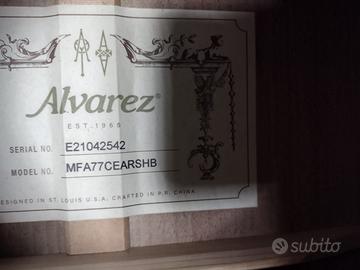 Alvarez®
EST. 1965
SERIAL NO. E21042542
MODEL NO. MFA77CEARSHB
DESIGNED IN ST. LOUIS U.S.A. CRAFTED IN P.R. CHINA
subito